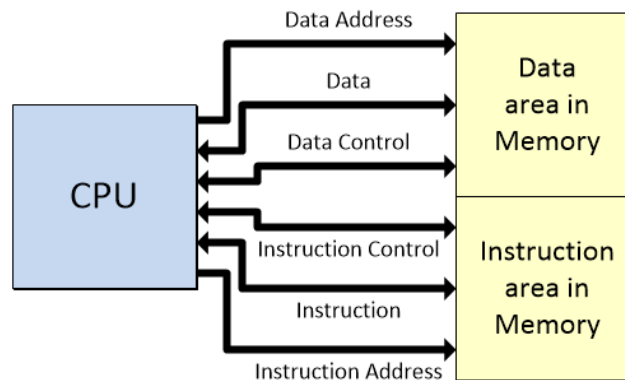 Data Address
Data
Data Control
CPU
Instruction Control
Instruction
Instruction Address
Data
area in
Memory
Instruction
area in
Memory